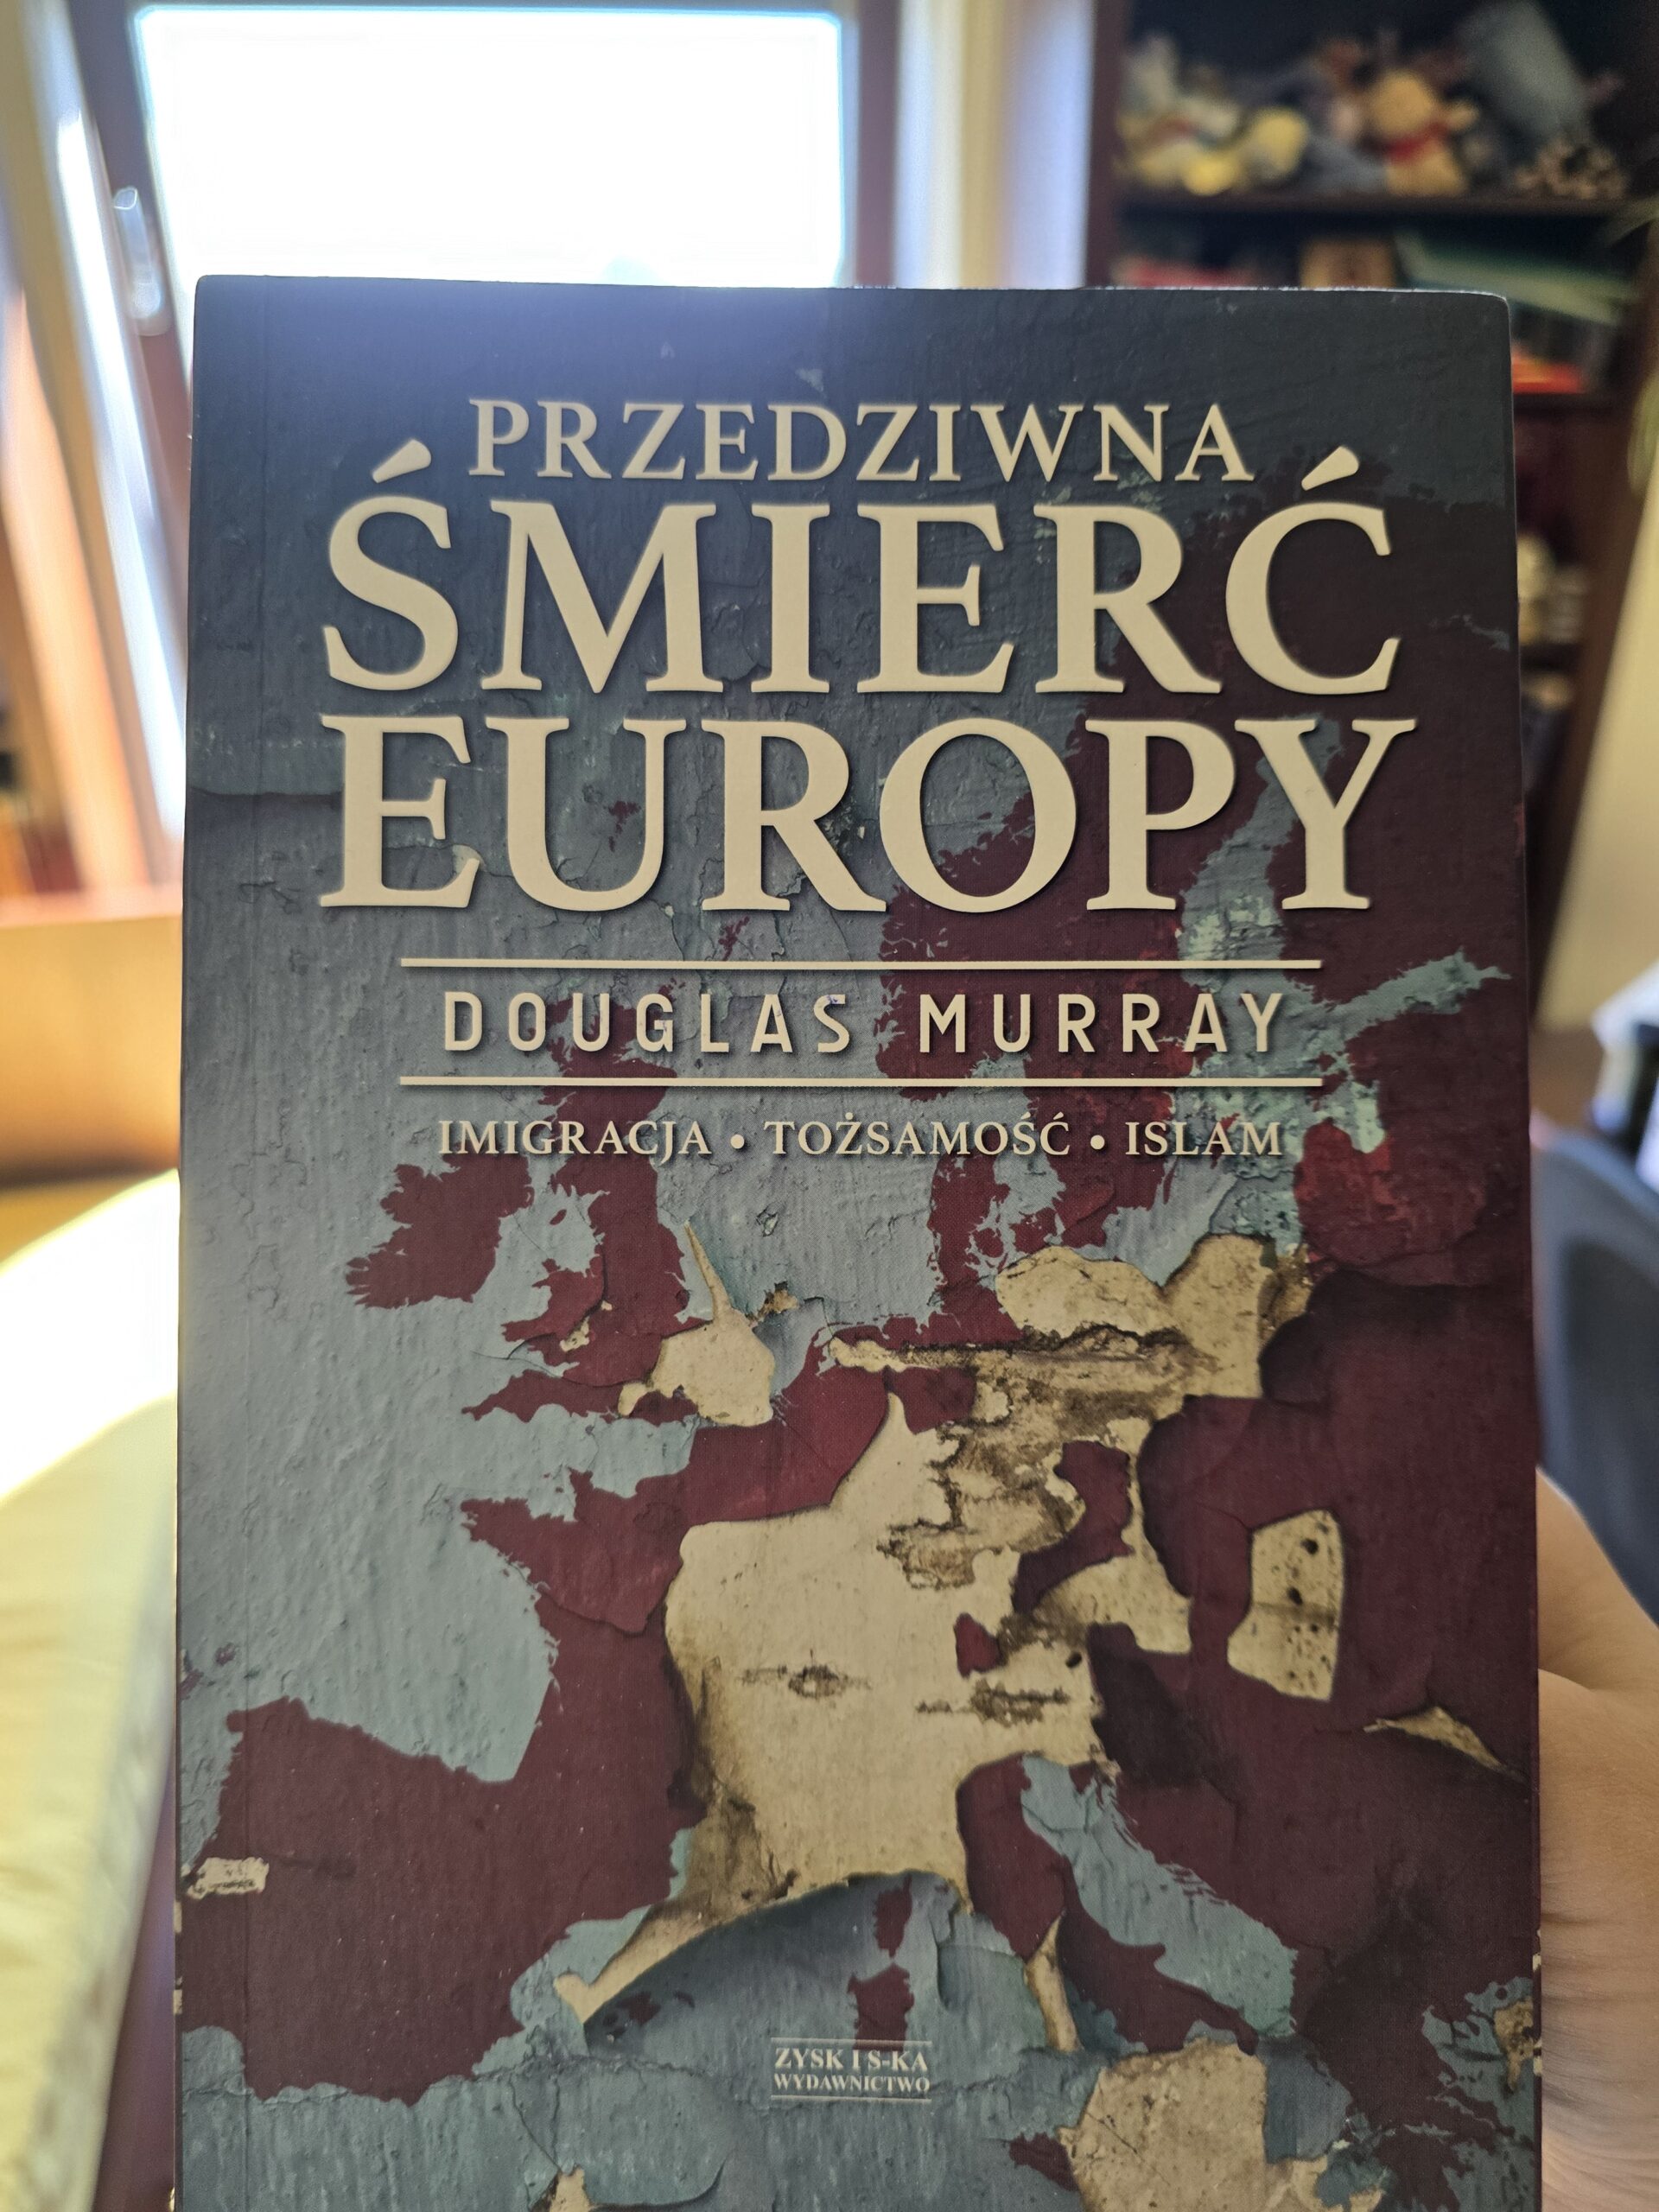 PRZEDZIWNA
ŚMIERĆ
EUROPY
DOUGLAS MURRAY
IMIGRACJA • TOŻSAMOŚĆ • ISLAM
ZYSK I S-KA
WYDAWNICTWO